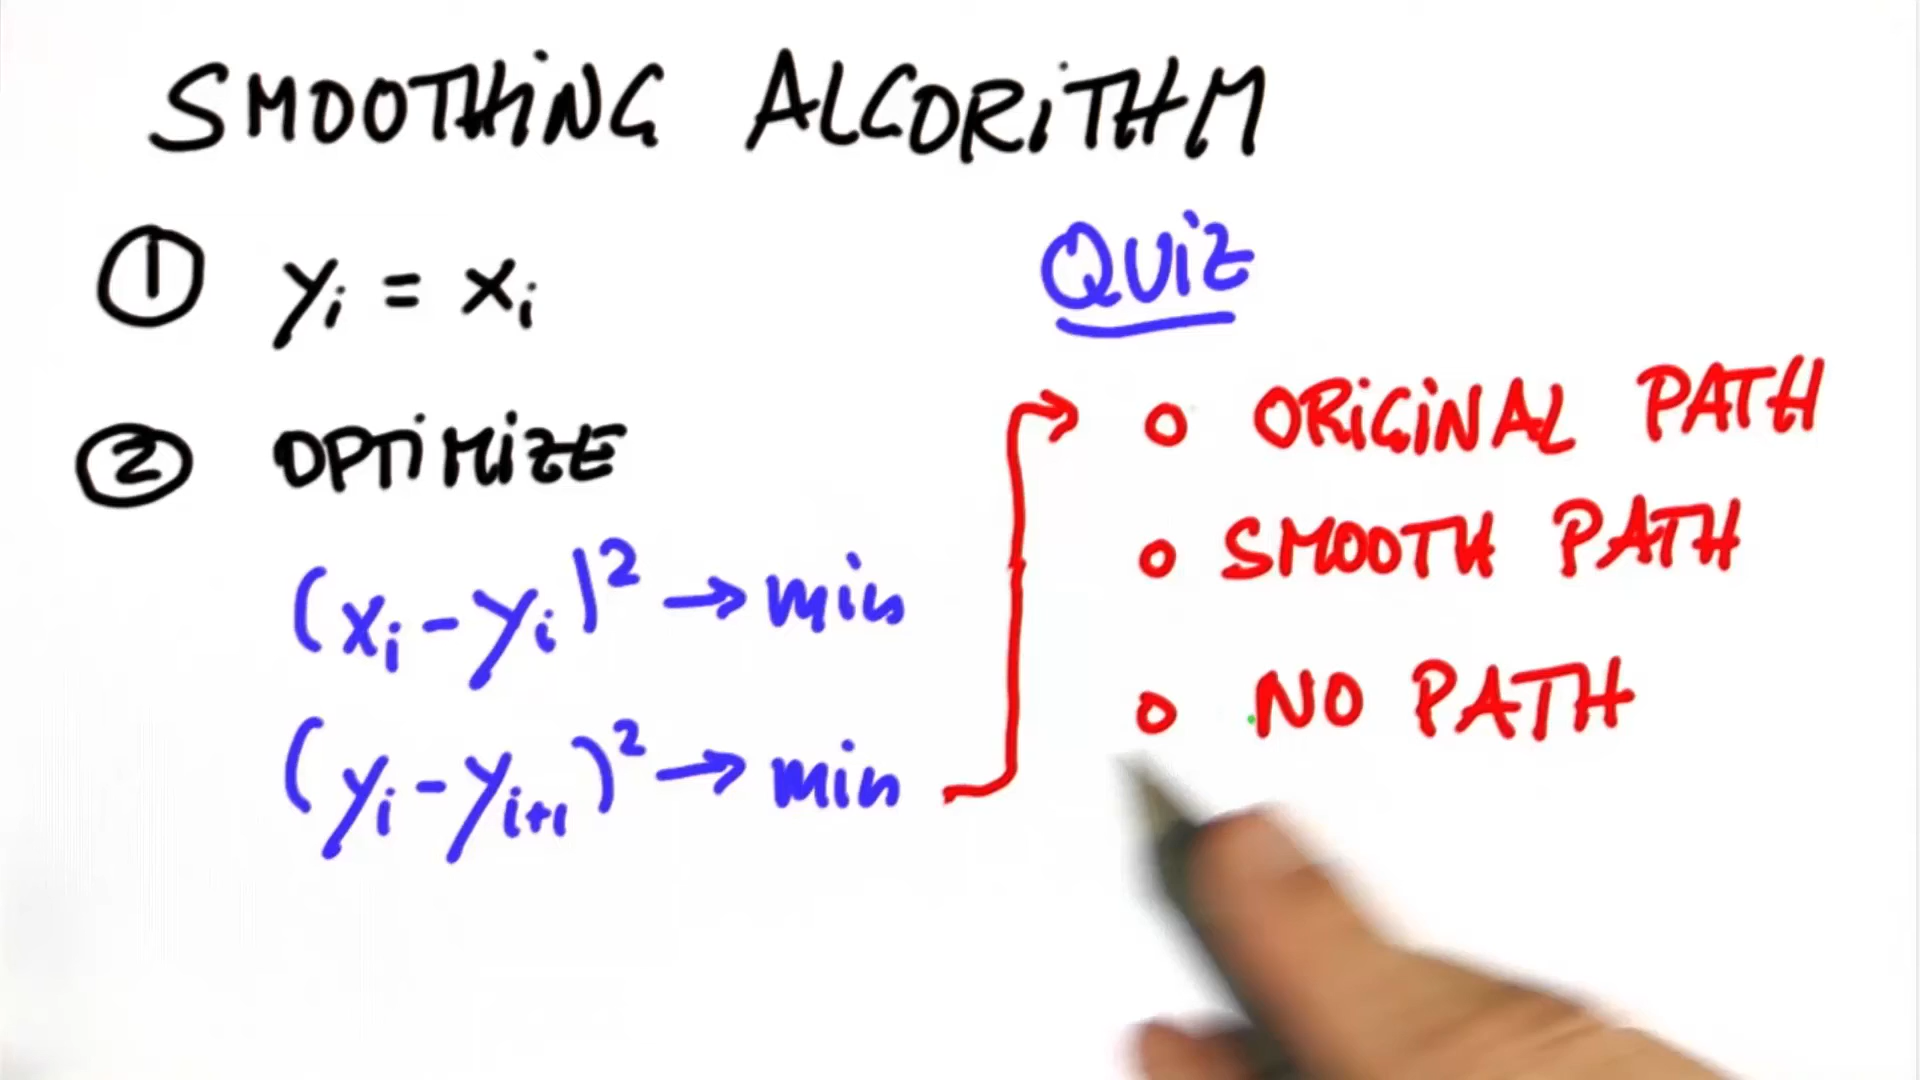 SMOOTHING ALGORITHM
1 yi = xi
2 OPTIMIZE
(xi - yi)² → min
(yi - yi+1)² → min
QUIZ
ORIGINAL PATH
SMOOTH PATH
NO PATH